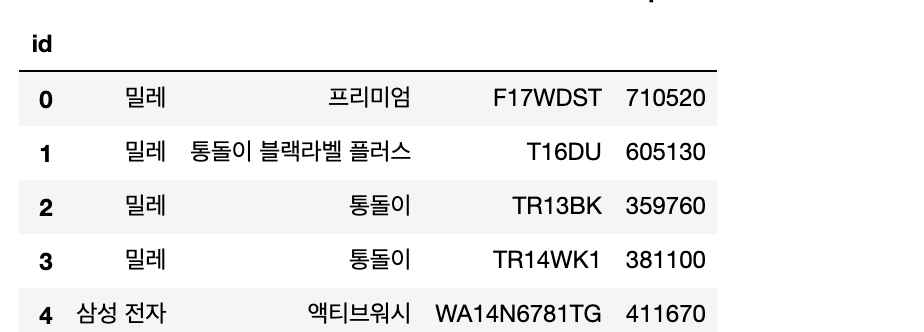 id
0 밀레 프리미엄 F17WDST 710520
1 밀레 통돌이 블랙라벨 플러스 T16DU 605130
2 밀레 통돌이 TR13BK 359760
3 밀레 통돌이 TR14WK1 381100
4 삼성 전자 액티브워시 WA14N6781TG 411670